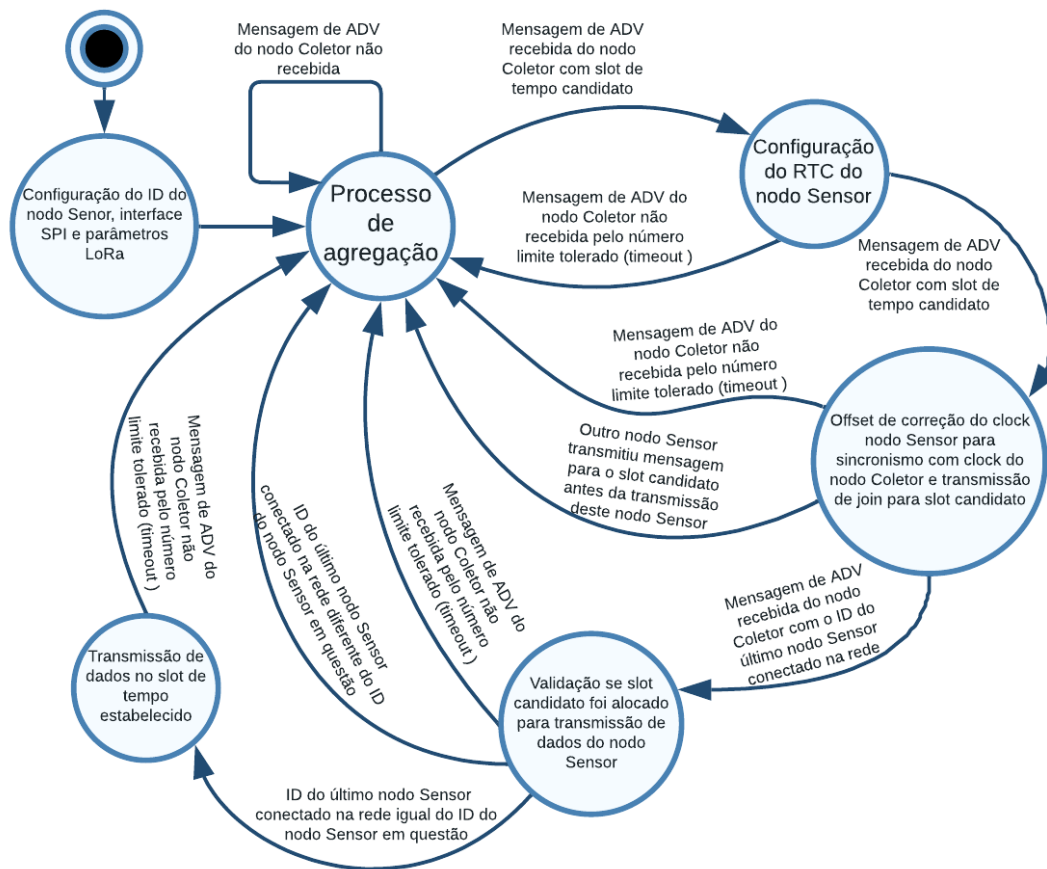 Mensagem de ADV
do nodo Coletor não
recebida
Mensagem de ADV
recebida do nodo
Coletor com slot de
tempo candidato
Configuração do ID do
nodo Senor, interface
SPI e parâmetros
LoRa
Processo
de
agregação
Configuração
do RTC do
nodo Sensor
Mensagem de ADV do
nodo Coletor não
recebida pelo número
limite tolerado (timeout )
Mensagem de ADV
recebida do nodo
Coletor com slot de
tempo candidato
Mensagem de ADV do
nodo Coletor não
recebida pelo número
limite tolerado (timeout )
Outro nodo Sensor
transmitiu mensagem
para o slot candidato
antes da transmissão
deste nodo Sensor
Offset de correção do clock
nodo Sensor para
sincronismo com clock do
nodo Coletor e transmissão
de join para slot candidato
Mensagem de ADV do
nodo Coletor não
recebida pelo número
limite tolerado (timeout )
ID do último nodo Sensor
conectado na rede diferente do ID
do nodo Sensor em questão
Mensagem de ADV do
nodo Coletor não
recebida pelo número
limite tolerado (timeout )
Mensagem de ADV
recebida do nodo
Coletor com o ID do
último nodo Sensor
conectado na rede
Transmissão de
dados no slot de
tempo
estabelecido
Validação se slot
candidato foi alocado
para transmissão de
dados do nodo
Sensor
ID do último nodo Sensor
conectado na rede igual do ID do
nodo Sensor em questão